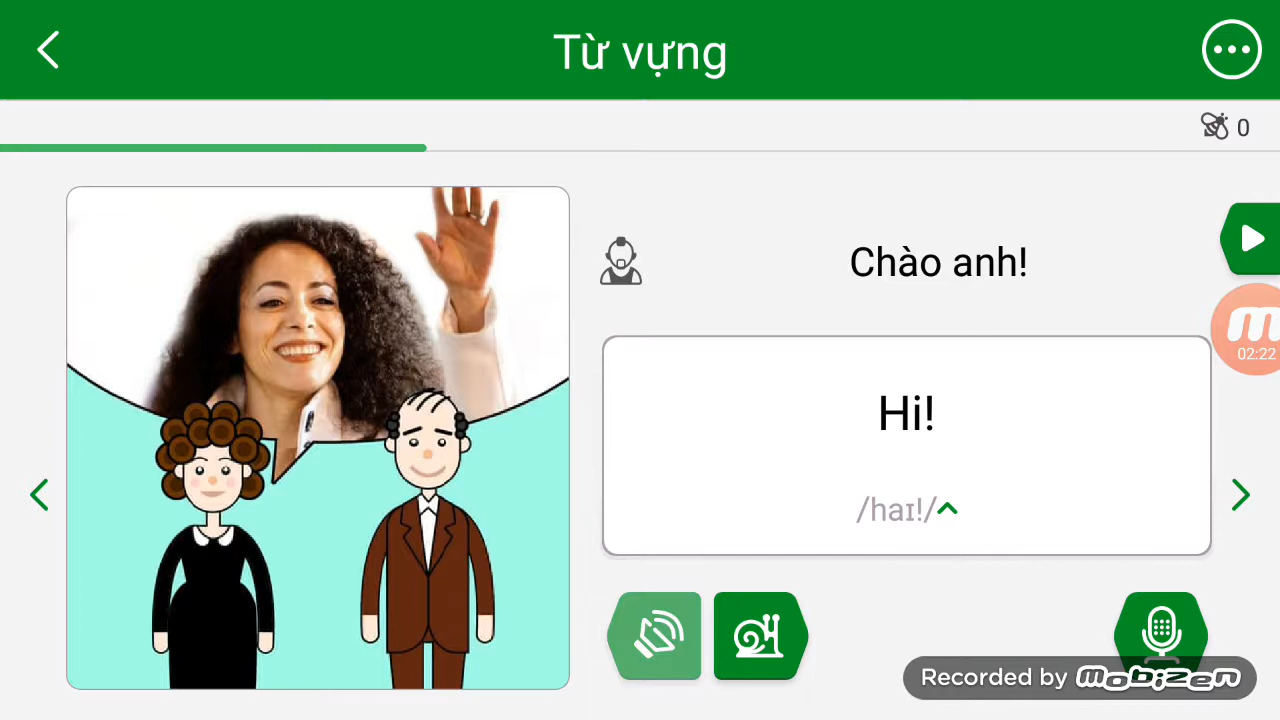 Từ vựng
0
Chào anh!
02:22
Hi!
/haɪ!/
Recorded by mobizen